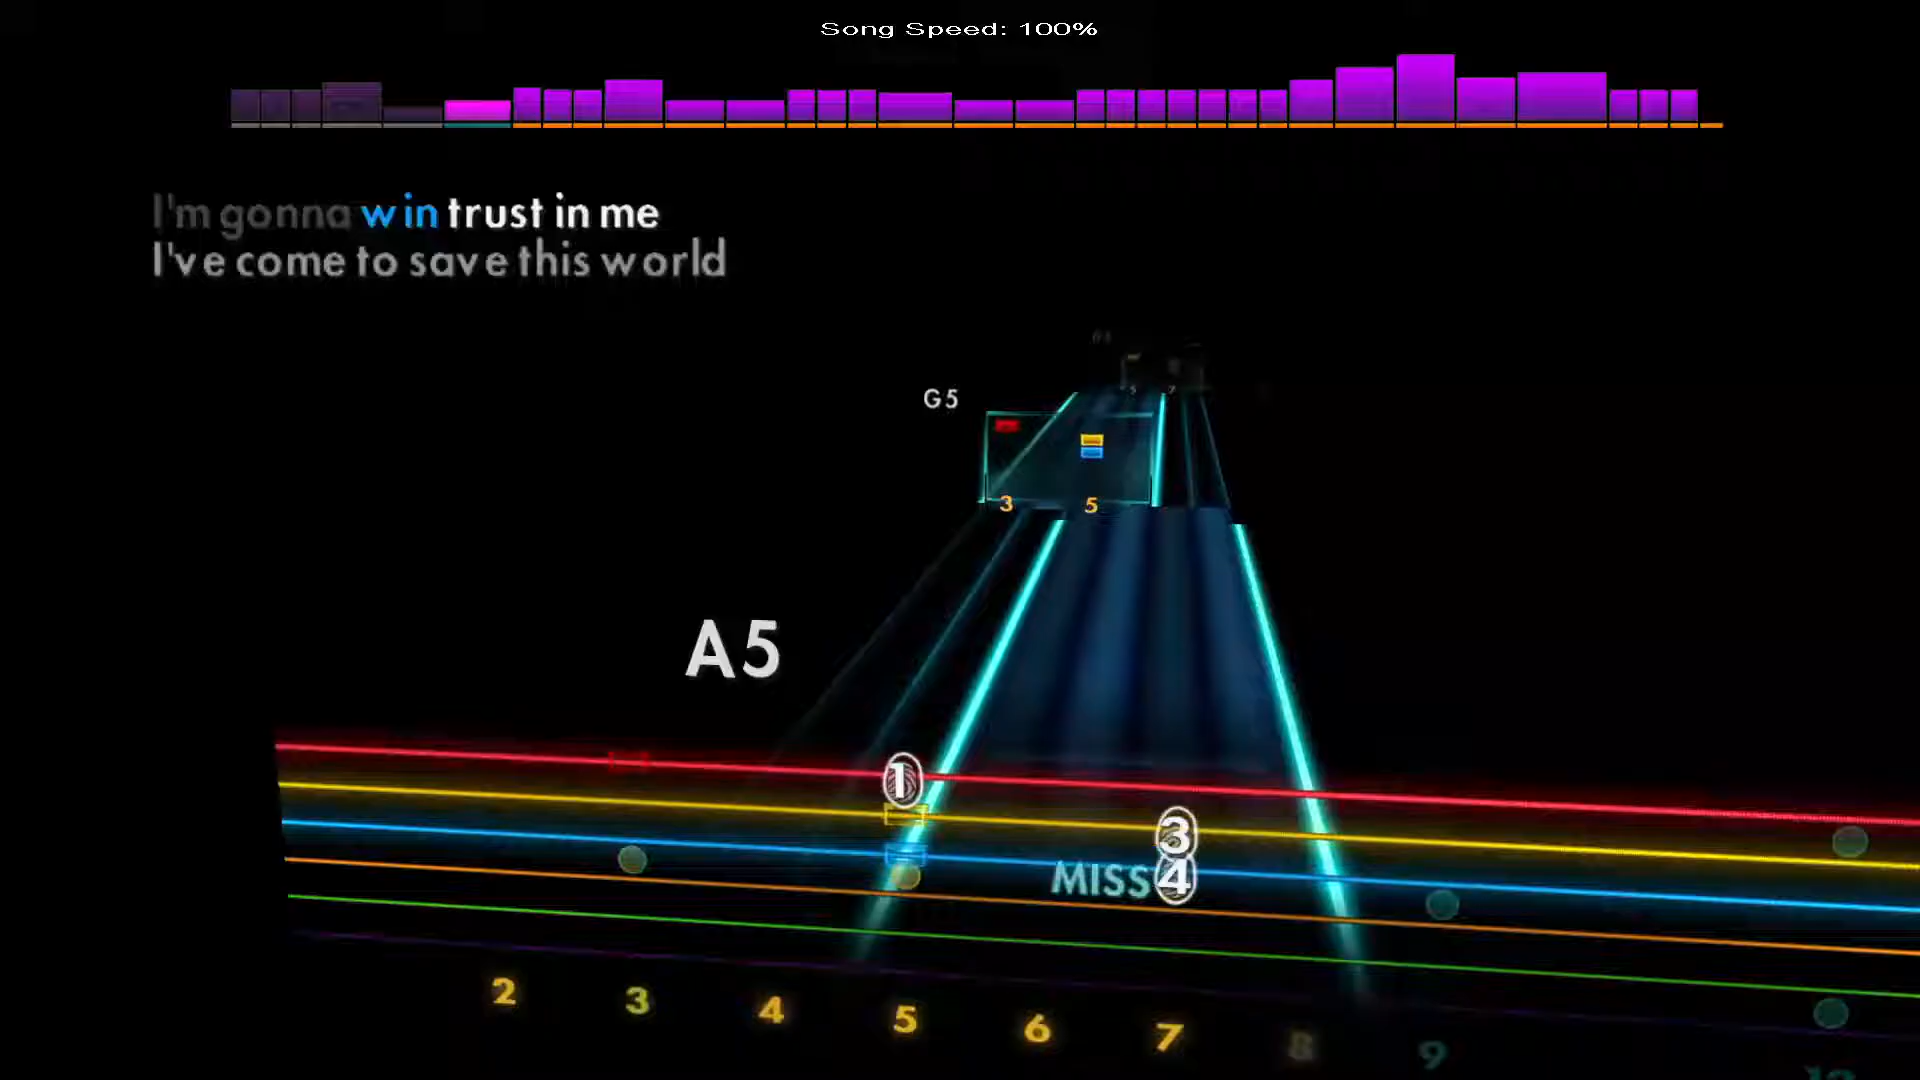 Song Speed: 100%
I'm gonna win trust in me
I've come to save this world
G5
3 5
A5
1
3
MISS 4
2 3 4 5 6 7 8 9 12